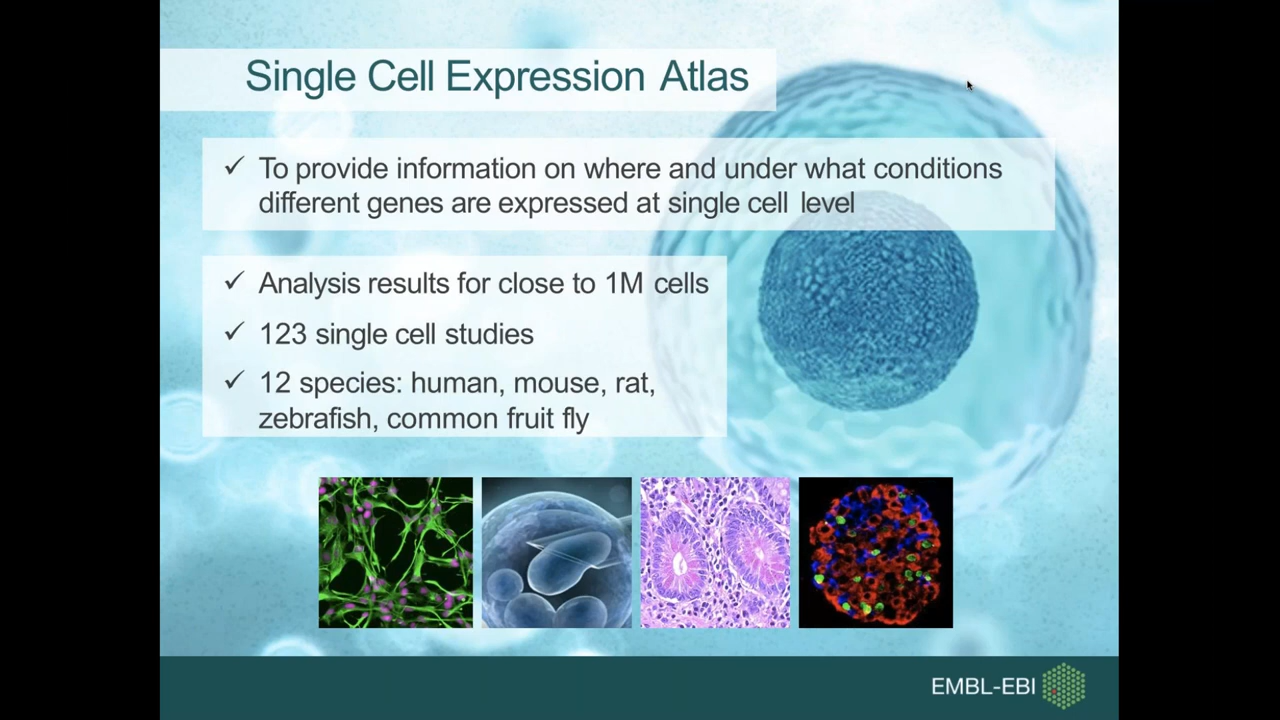 Single Cell Expression Atlas
✓ To provide information on where and under what conditions
different genes are expressed at single cell level
✓ Analysis results for close to 1M cells
✓ 123 single cell studies
✓ 12 species: human, mouse, rat,
zebrafish, common fruit fly
EMBL-EBI